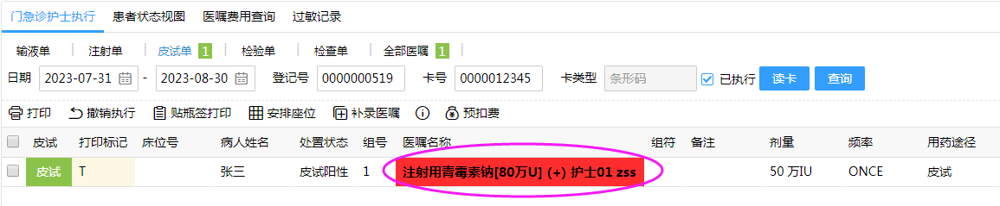 门急诊护士执行 患者状态视图 医嘱费用查询 过敏记录
输液单 注射单 皮试单 1 检验单 检查单 全部医嘱 1
日期 2023-07-31 - 2023-08-30 登记号 0000000519 卡号 0000012345 卡类型 条形码 已执行 读卡 查询
打印 撤销执行 贴瓶签打印 安排座位 补录医嘱 预扣费
皮试 打印标记 床位号 病人姓名 处置状态 组号 医嘱名称 组符 备注 剂量 频率 用药途径
皮试 T 张三 皮试阳性 1 注射用青霉素钠[80万U] (+) 护士01 zss 50 万IU ONCE 皮试